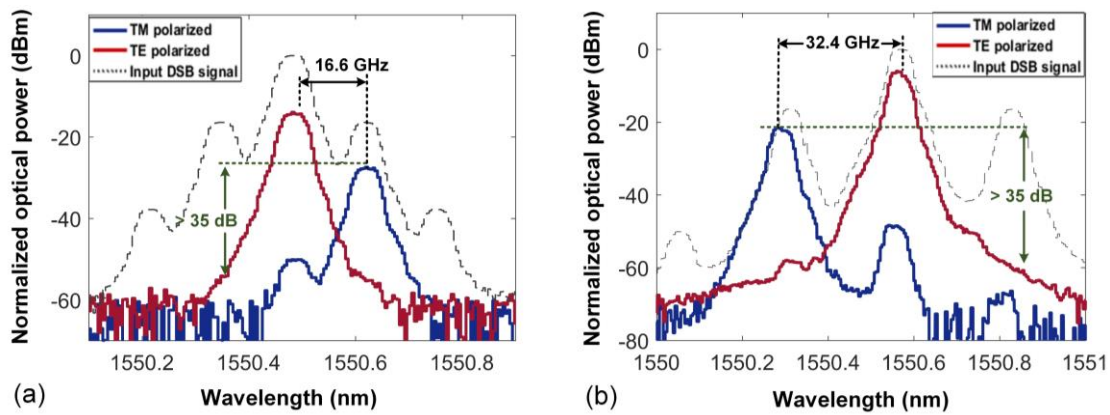 TM polarized
TE polarized
Input DSB signal
Normalized optical power (dBm)
0
-20
-40
-60
16.6 GHz
> 35 dB
1550.2
1550.4
1550.6
1550.8
Wavelength (nm)
(a)
TM polarized
TE polarized
Input DSB signal
Normalized optical power (dBm)
0
-20
-40
-60
-80
32.4 GHz
> 35 dB
1550
1550.2
1550.4
1550.6
1550.8
1551
Wavelength (nm)
(b)